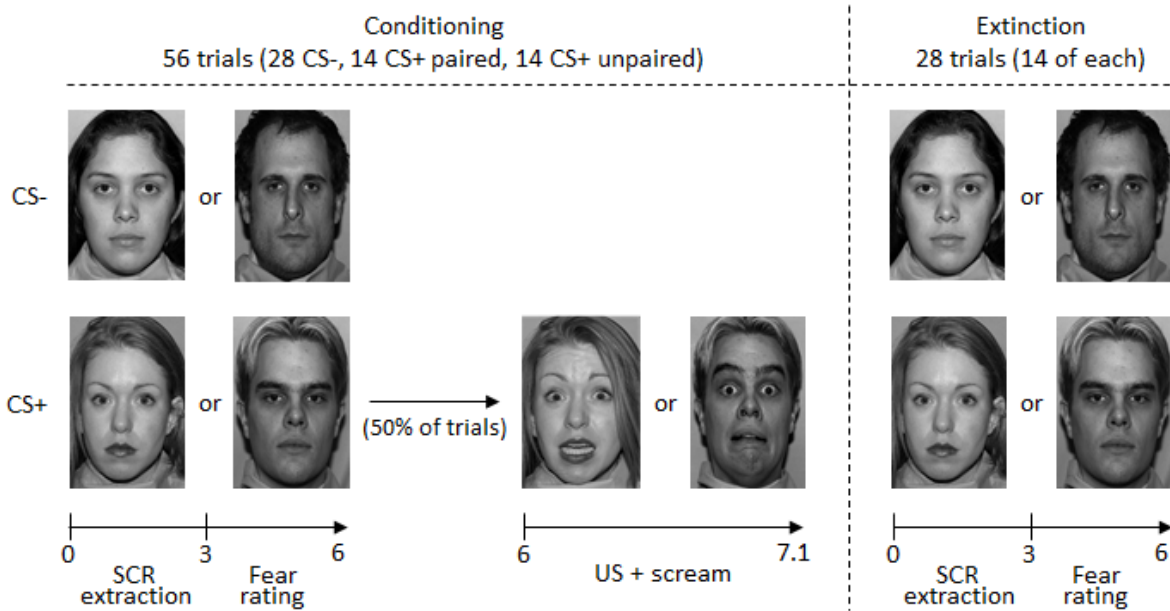 Conditioning
56 trials (28 CS-, 14 CS+ paired, 14 CS+ unpaired)
Extinction
28 trials (14 of each)
CS-
or
or
CS+
or
(50% of trials)
or
or
0
3
6
SCR
extraction
Fear
rating
6
7.1
US + scream
0
3
6
SCR
extraction
Fear
rating